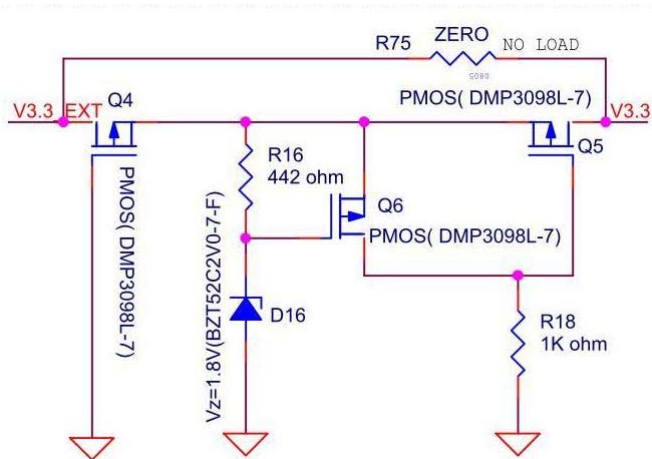 R75 ZERO NO LOAD
0805
V3.3_EXT Q4 PMOS( DMP3098L-7) V3.3
Q5
R16
442 ohm
Q6
PMOS( DMP3098L-7)
PMOS( DMP3098L-7)
Vz=1.8V(BZT52C2V0-7-F)
D16
R18
1K ohm